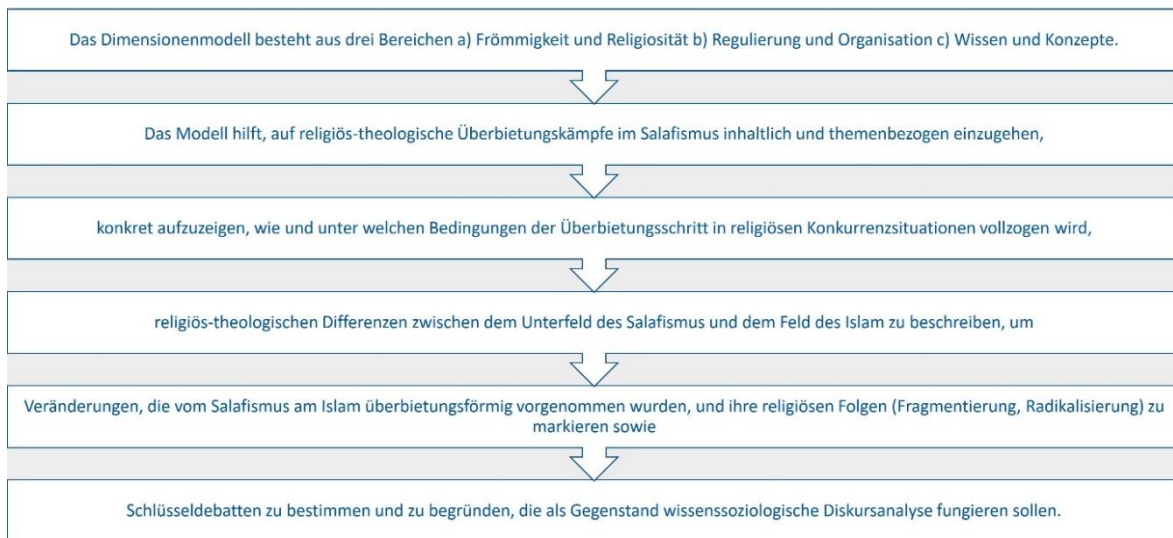 Das Dimensionenmodell besteht aus drei Bereichen a) Frömmigkeit und Religiosität b) Regulierung und Organisation c) Wissen und Konzepte.
Das Modell hilft, auf religiös-theologische Überbietungskämpfe im Salafismus inhaltlich und themenbezogen einzugehen,
konkret aufzuzeigen, wie und unter welchen Bedingungen der Überbietungsschritt in religiösen Konkurrenzsituationen vollzogen wird,
religiös-theologischen Differenzen zwischen dem Unterfeld des Salafismus und dem Feld des Islam zu beschreiben, um
Veränderungen, die vom Salafismus am Islam überbietungsförmig vorgenommen wurden, und ihre religiösen Folgen (Fragmentierung, Radikalisierung) zu
markieren sowie
Schlüsseldebatten zu bestimmen und zu begründen, die als Gegenstand wissenssoziologische Diskursanalyse fungieren sollen.